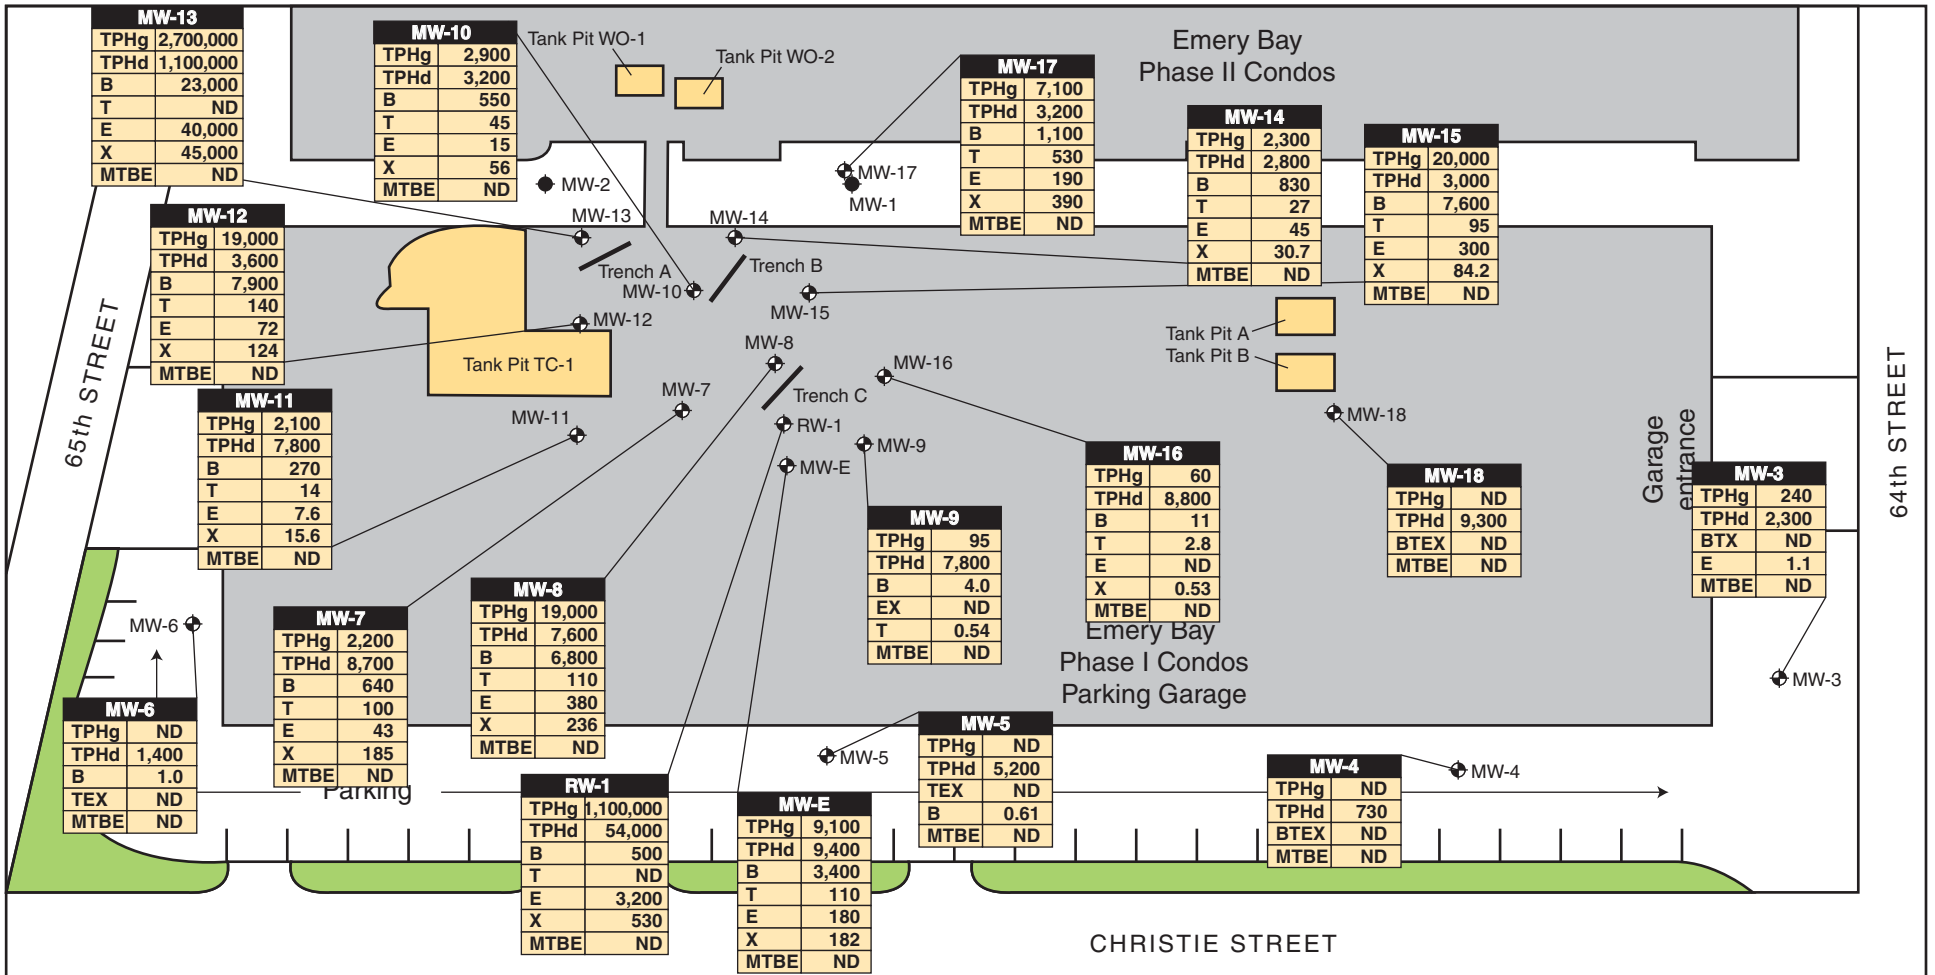 MW-13
TPHg 2,700,000
TPHd 1,100,000
B 23,000
T ND
E 40,000
X 45,000
MTBE ND
MW-10
TPHg 2,900
TPHd 3,200
B 550
T 45
E 15
X 56
MTBE ND
Tank Pit WO-1
Tank Pit WO-2
Emery Bay
Phase II Condos
MW-17
TPHg 7,100
TPHd 3,200
B 1,100
T 530
E 190
X 390
MTBE ND
MW-14
TPHg 2,300
TPHd 2,800
B 830
T 27
E 45
X 30.7
MTBE ND
MW-15
TPHg 20,000
TPHd 3,000
B 7,600
T 95
E 300
X 84.2
MTBE ND
MW-2
MW-17
MW-1
MW-13
MW-14
MW-12
TPHg 19,000
TPHd 3,600
B 7,900
T 140
E 72
X 124
MTBE ND
Trench A
Trench B
MW-10
MW-15
MW-12
Tank Pit TC-1
MW-8
MW-16
MW-7
Trench C
MW-11
RW-1
MW-9
MW-E
Tank Pit A
Tank Pit B
MW-18
65th STREET
64th STREET
Garage
entrance
MW-11
TPHg 2,100
TPHd 7,800
B 270
T 14
E 7.6
X 15.6
MTBE ND
MW-16
TPHg 60
TPHd 8,800
B 11
T 2.8
E ND
X 0.53
MTBE ND
MW-18
TPHg ND
TPHd 9,300
BTEX ND
MTBE ND
MW-3
TPHg 240
TPHd 2,300
BTX ND
E 1.1
MTBE ND
MW-9
TPHg 95
TPHd 7,800
B 4.0
EX ND
T 0.54
MTBE ND
MW-8
TPHg 19,000
TPHd 7,600
B 6,800
T 110
E 380
X 236
MTBE ND
MW-7
TPHg 2,200
TPHd 8,700
B 640
T 100
E 43
X 185
MTBE ND
MW-6
Emery Bay
Phase I Condos
Parking Garage
MW-3
MW-6
TPHg ND
TPHd 1,400
B 1.0
TEX ND
MTBE ND
MW-5
MW-5
TPHg ND
TPHd 5,200
TEX ND
B 0.61
MTBE ND
MW-4
TPHg ND
TPHd 730
BTEX ND
MTBE ND
MW-4
Parking
RW-1
TPHg 1,100,000
TPHd 54,000
B 500
T ND
E 3,200
X 530
MTBE ND
MW-E
TPHg 9,100
TPHd 9,400
B 3,400
T 110
E 180
X 182
MTBE ND
CHRISTIE STREET